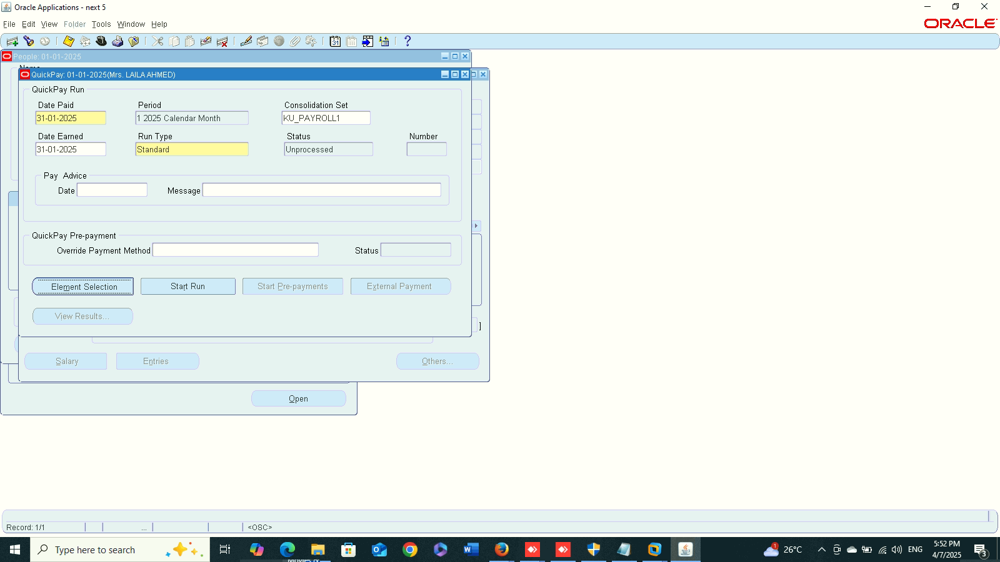 Oracle Applications - next 5
File Edit View Folder Tools Window Help
ORACLE
People: 01-01-2025
QuickPay: 01-01-2025(Mrs. LAILA AHMED)
QuickPay Run
Date Paid Period Consolidation Set
31-01-2025 1 2025 Calendar Month KU_PAYROLL1
Date Earned Run Type Status Number
31-01-2025 Standard Unprocessed
Pay Advice
Date Message
QuickPay Pre-payment
Override Payment Method Status
Element Selection Start Run Start Pre-payments External Payment
View Results...
]
Salary Entries Others...
Open
Record: 1/1 ... <OSC>
Type here to search
1 26°C ENG 5:52 PM
4/7/2025 3